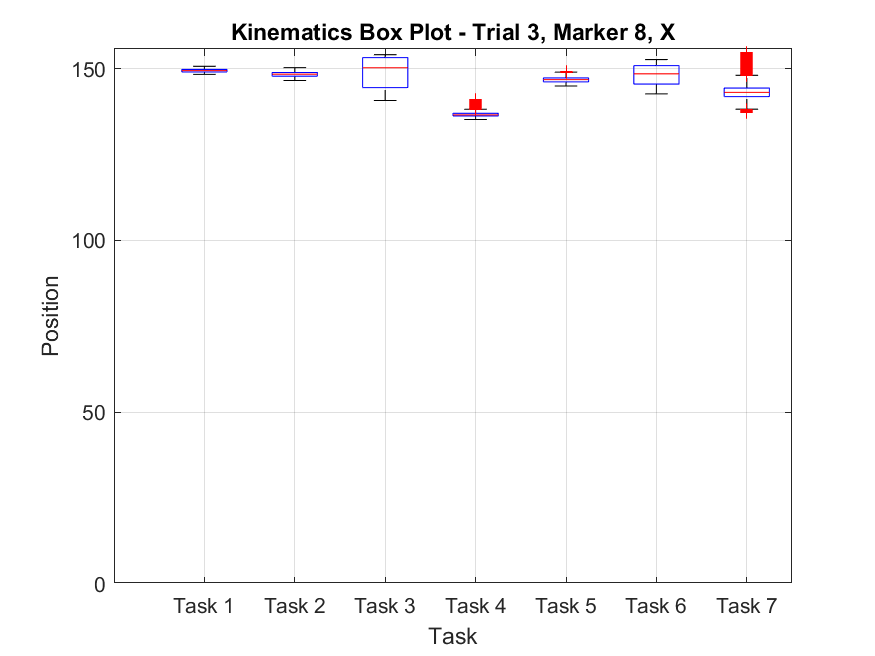 Kinematics Box Plot - Trial 3, Marker 8, X
150
100
50
0
Position
Task 1 Task 2 Task 3 Task 4 Task 5 Task 6 Task 7
Task